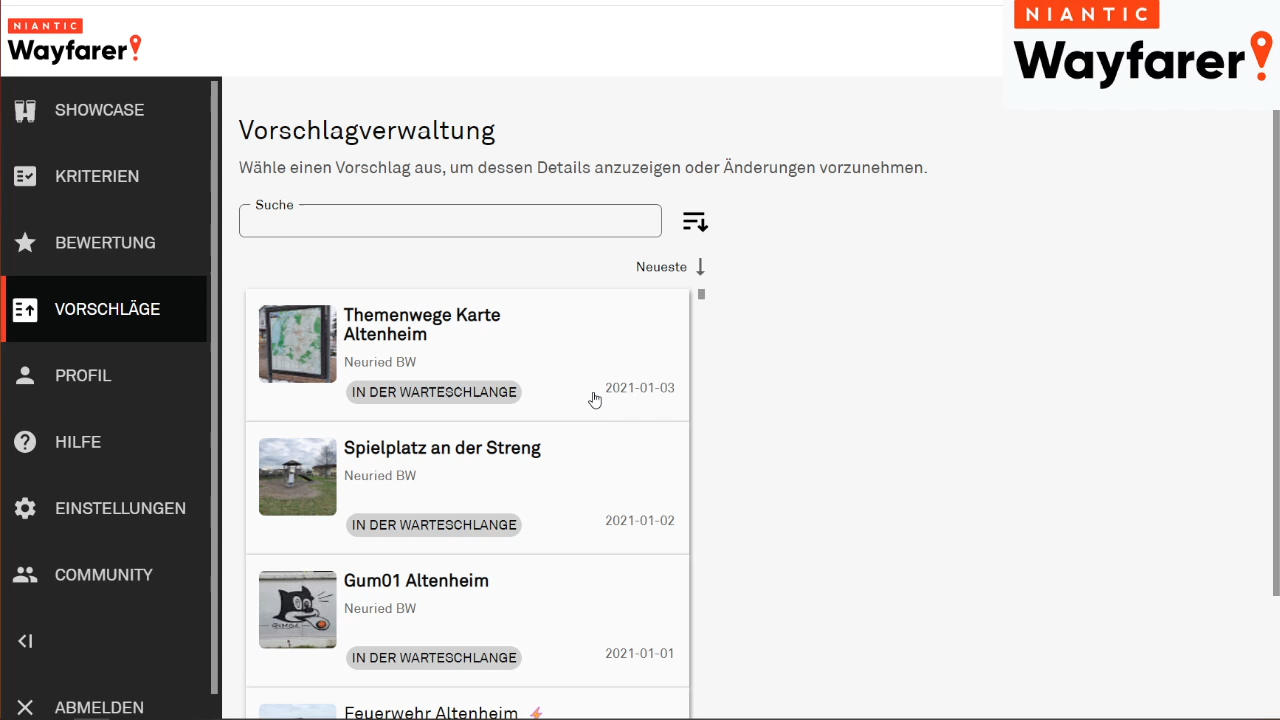 NIANTIC
Wayfarer
NIANTIC
Wayfarer
SHOWCASE
KRITERIEN
BEWERTUNG
VORSCHLÄGE
PROFIL
HILFE
EINSTELLUNGEN
COMMUNITY
ABMELDEN
Vorschlagverwaltung
Wähle einen Vorschlag aus, um dessen Details anzuzeigen oder Änderungen vorzunehmen.
Suche
Neueste
Themenwege Karte
Altenheim
Neuried BW
IN DER WARTESCHLANGE
2021-01-03
Spielplatz an der Streng
Neuried BW
IN DER WARTESCHLANGE
2021-01-02
Gum01 Altenheim
Neuried BW
IN DER WARTESCHLANGE
2021-01-01
Feuerwehr Altenheim